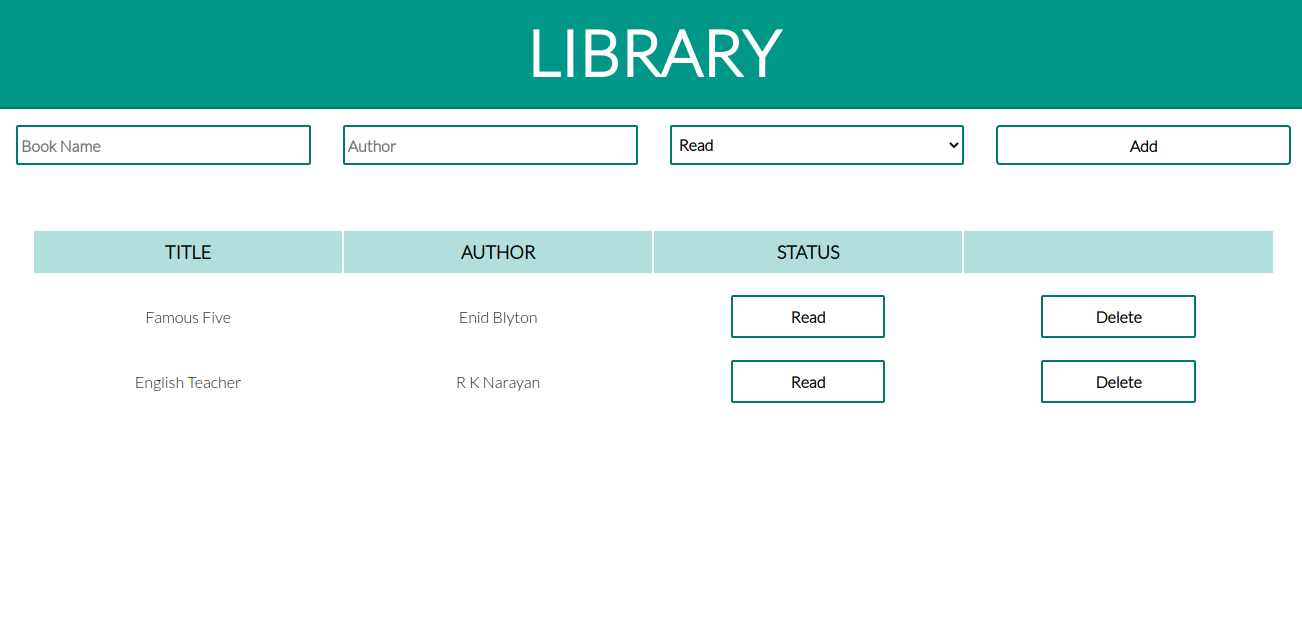 LIBRARY
Book Name Author Read Add
TITLE AUTHOR STATUS
Famous Five Enid Blyton Read Delete
English Teacher R K Narayan Read Delete